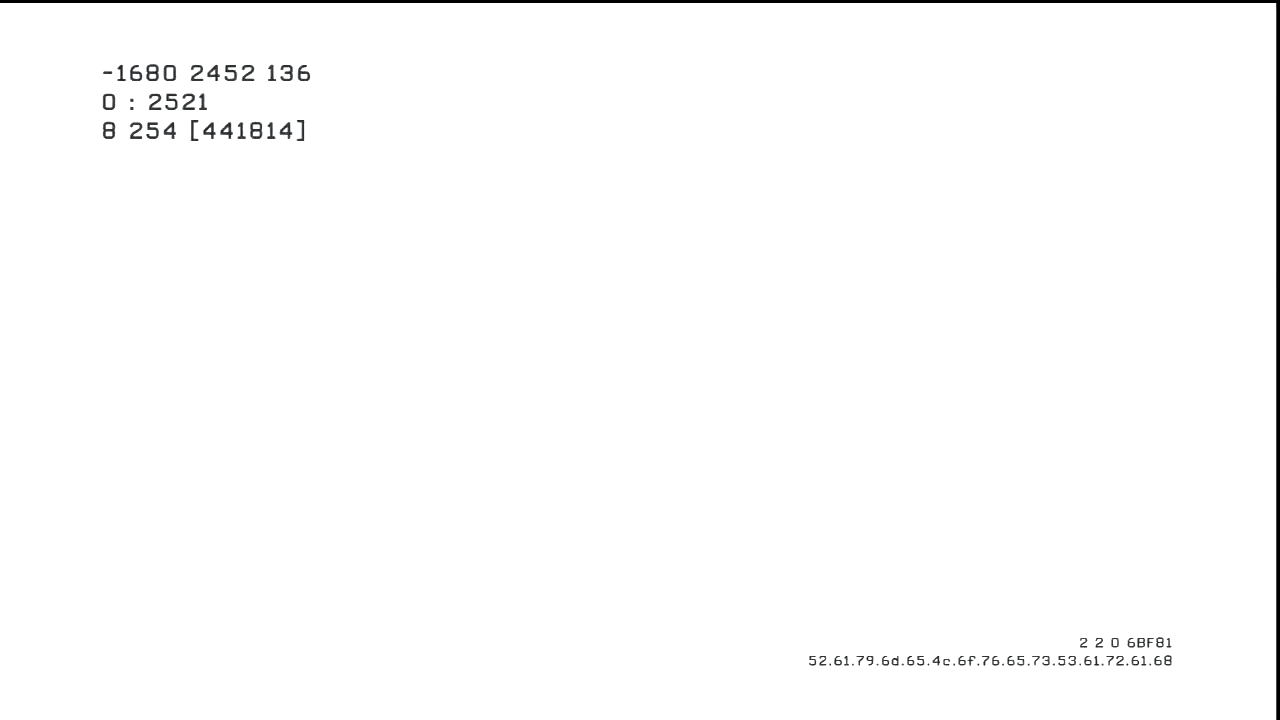 -1680 2452 136
0 : 2521
8 254 [441814]
2 2 0 6BF81
52.61.79.6d.65.4c.6f.76.65.73.53.61.72.61.68